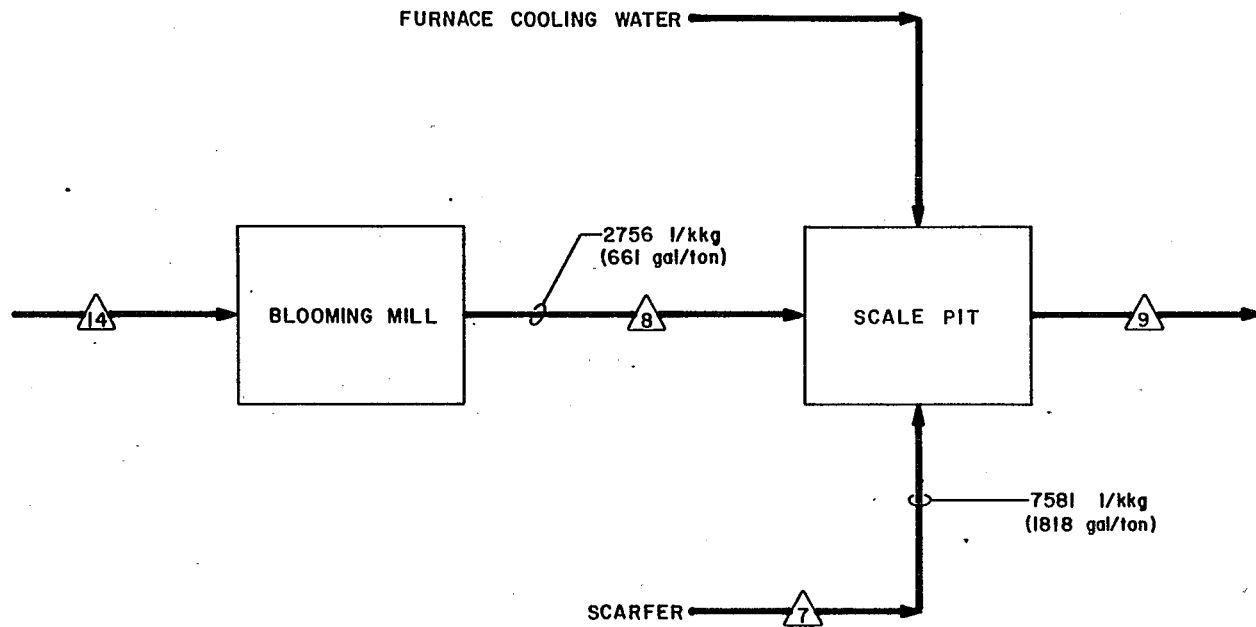 FURNACE COOLING WATER
2756 l/kkg
(661 gal/ton)
14
BLOOMING MILL
8
SCALE PIT
9
7581 l/kkg
(1818 gal/ton)
SCARFER
7